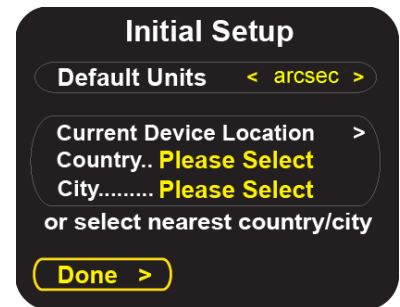 Initial Setup
Default Units < arcsec >
Current Device Location >
Country.. Please Select
City......... Please Select
or select nearest country/city
Done >